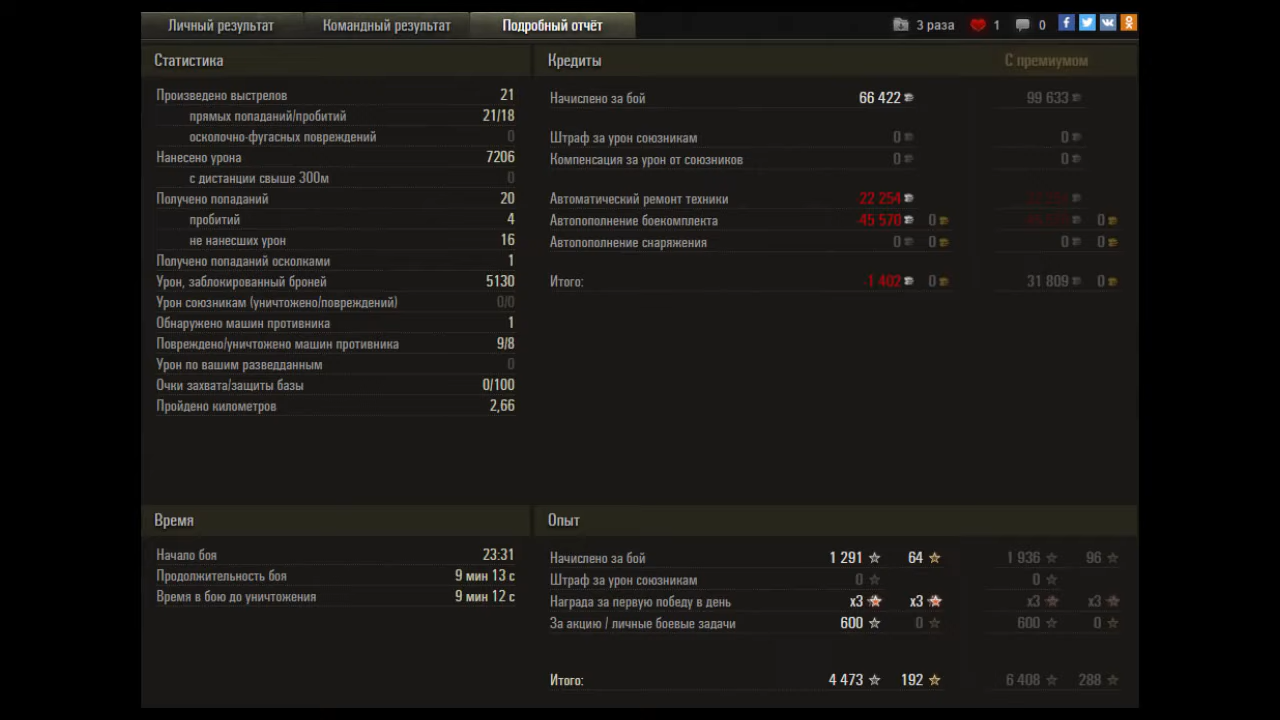 Личный результат Командный результат Подробный отчёт 3 раза 1 0
Статистика
Произведено выстрелов 21
прямых попаданий/пробитий 21/18
осколочно-фугасных повреждений 0
Нанесено урона 7206
с дистанции свыше 300м 0
Получено попаданий 20
пробитий 4
не нанесших урон 16
Получено попаданий осколками 1
Урон, заблокированный броней 5130
Урон союзникам (уничтожено/повреждений) 0/0
Обнаружено машин противника 1
Повреждено/уничтожено машин противника 9/8
Урон по вашим разведданным 0
Очки захвата/защиты базы 0/100
Пройдено километров 2,66
Кредиты С премиумом
Начислено за бой 66 422 99 633
Штраф за урон союзникам 0 0
Компенсация за урон от союзников 0 0
Автоматический ремонт техники 22 254
Автопополнение боекомплекта -45 570 0 0
Автопополнение снаряжения 0 0 0 0
Итого: -1 402 0 31 809 0
Время
Начало боя 23:31
Продолжительность боя 9 мин 13 с
Время в бою до уничтожения 9 мин 12 с
Опыт
Начислено за бой 1 291 64 1 936 96
Штраф за урон союзникам 0 0
Награда за первую победу в день x3 x3 x3 x3
За акцию / личные боевые задачи 600 0 600 0
Итого: 4 473 192 6 408 288